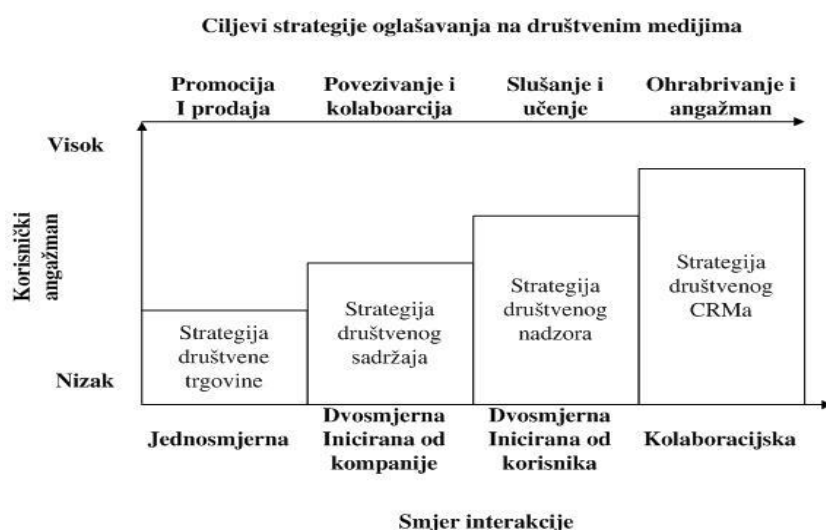 Ciljevi strategije oglašavanja na društvenim medijima
Promocija
I prodaja
Povezivanje i
kolaboarcija
Slušanje i
učenje
Ohrabrivanje i
angažman
Visok
Korisnički
angažman
Nizak
Strategija
društvene
trgovine
Strategija
društvenog
sadržaja
Strategija
društvenog
nadzora
Strategija
društvenog
CRMa
Jednosmjerna
Dvosmjerna
Inicirana od
kompanije
Dvosmjerna
Inicirana od
korisnika
Kolaboracijska
Smjer interakcije